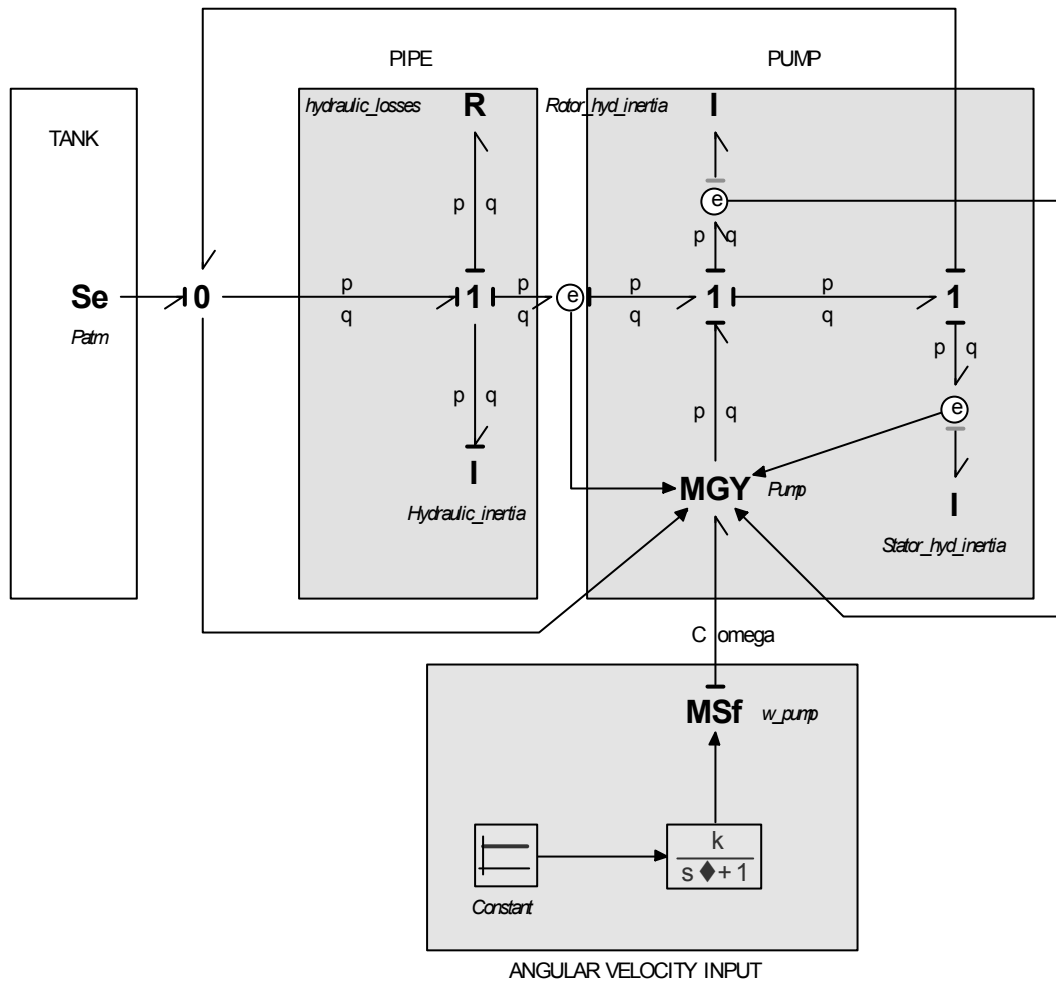 PIPE
PUMP
hydraulic_losses
R
Rotor_hyd_inertia
I
TANK
e
p q
p q
Se
0
p
q
1
p
q
e
p
q
1
p
q
1
Patm
p q
p q
p q
e
I
MGY
Pump
I
Hydraulic_inertia
Stator_hyd_inertia
C omega
MSf
w_pump
k
s♦+1
Constant
ANGULAR VELOCITY INPUT